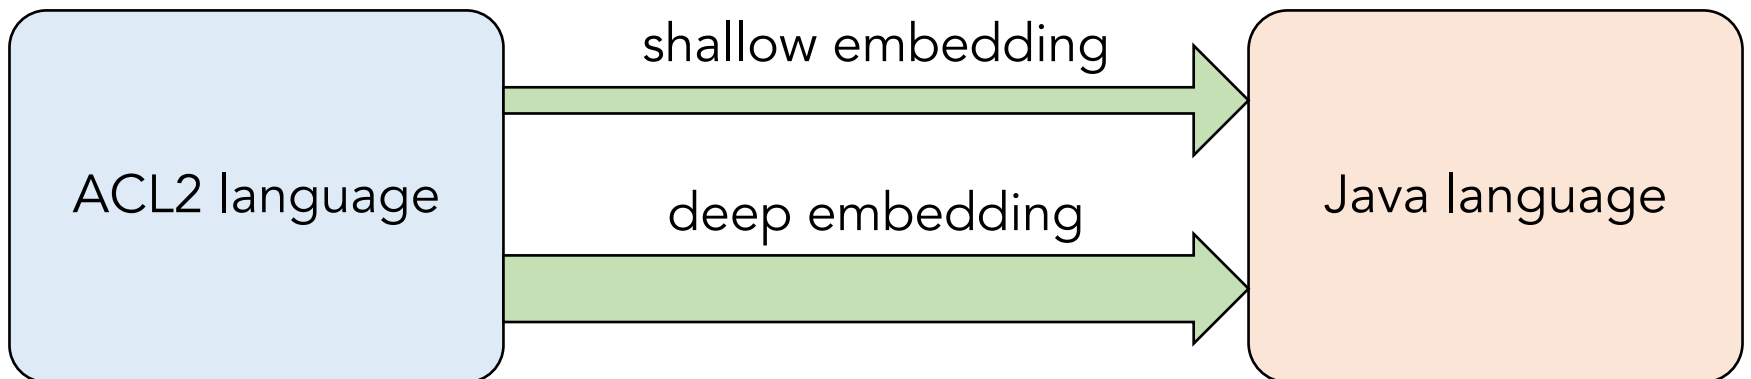 shallow embedding
ACL2 language
deep embedding
Java language